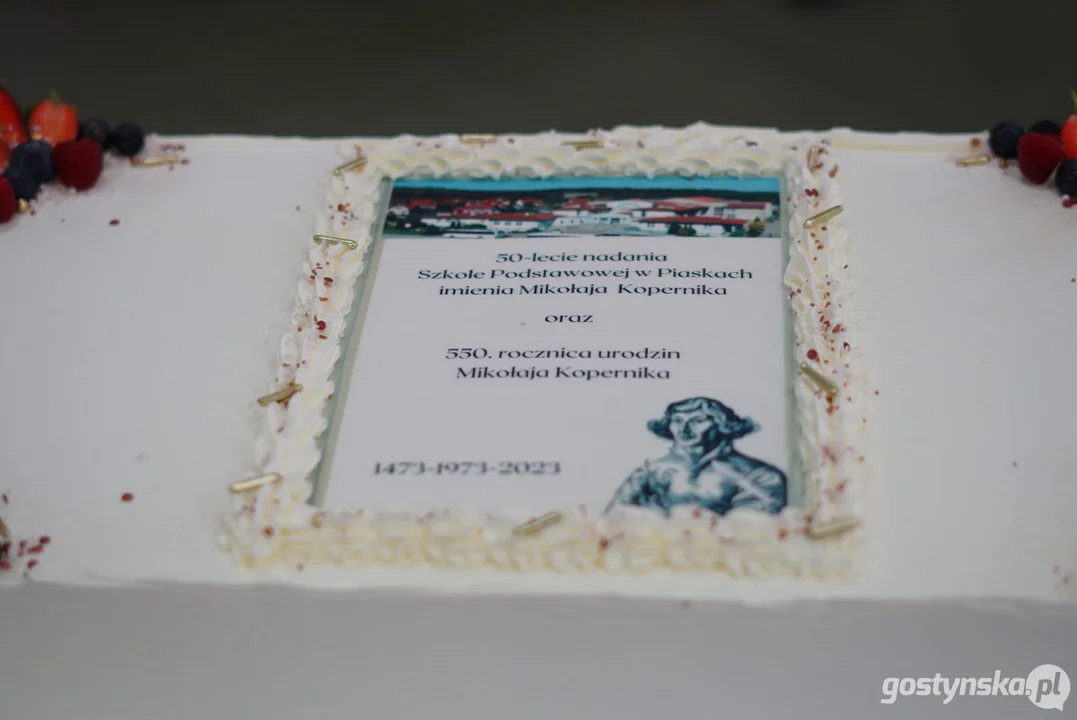 50-lecie nadania
Szkole Podstawowej w Piaskach
imienia Mikołaja Kopernika
oraz
550. rocznica urodzin
Mikołaja Kopernika
1473-1973-2023
gostynska.pl